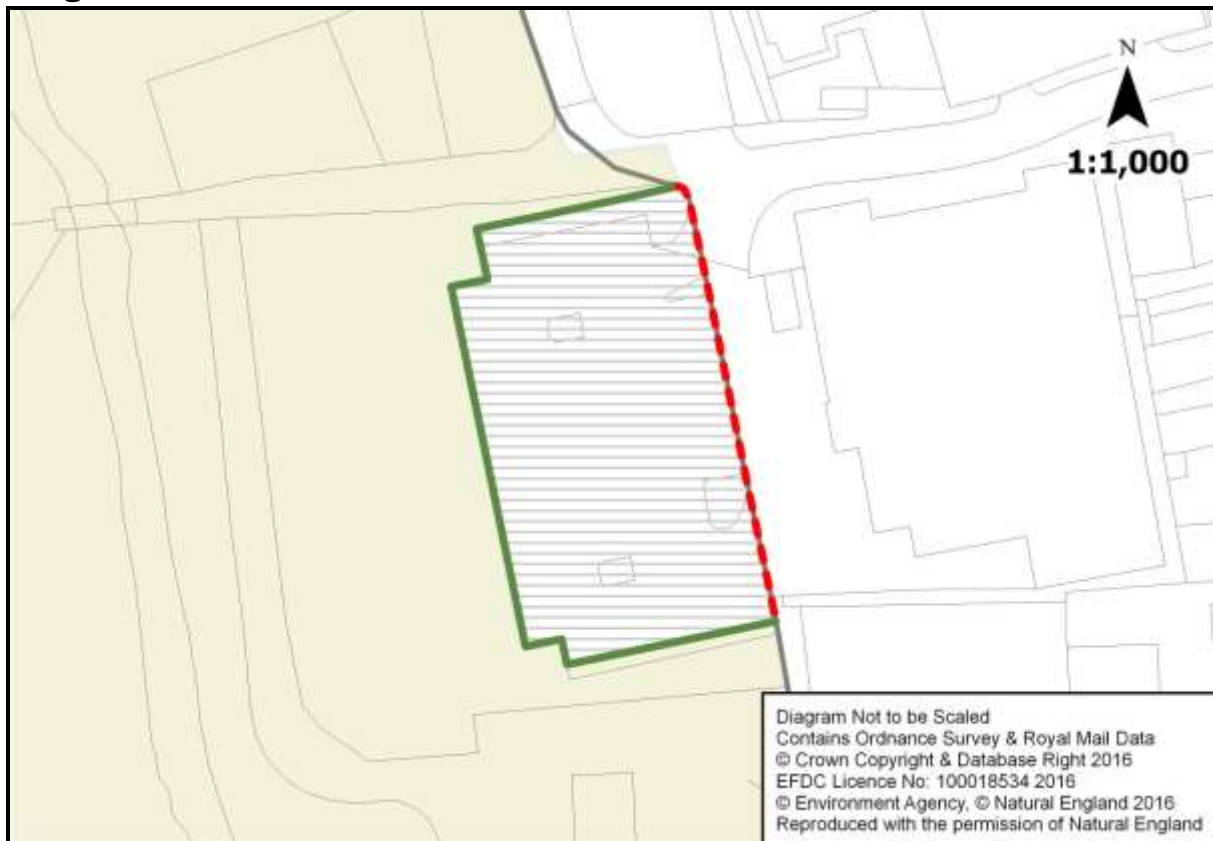 N
1:1,000
Diagram Not to be Scaled
Contains Ordnance Survey & Royal Mail Data
© Crown Copyright & Database Right 2016
EFDC Licence No: 100018534 2016
© Environment Agency, © Natural England 2016
Reproduced with the permission of Natural England